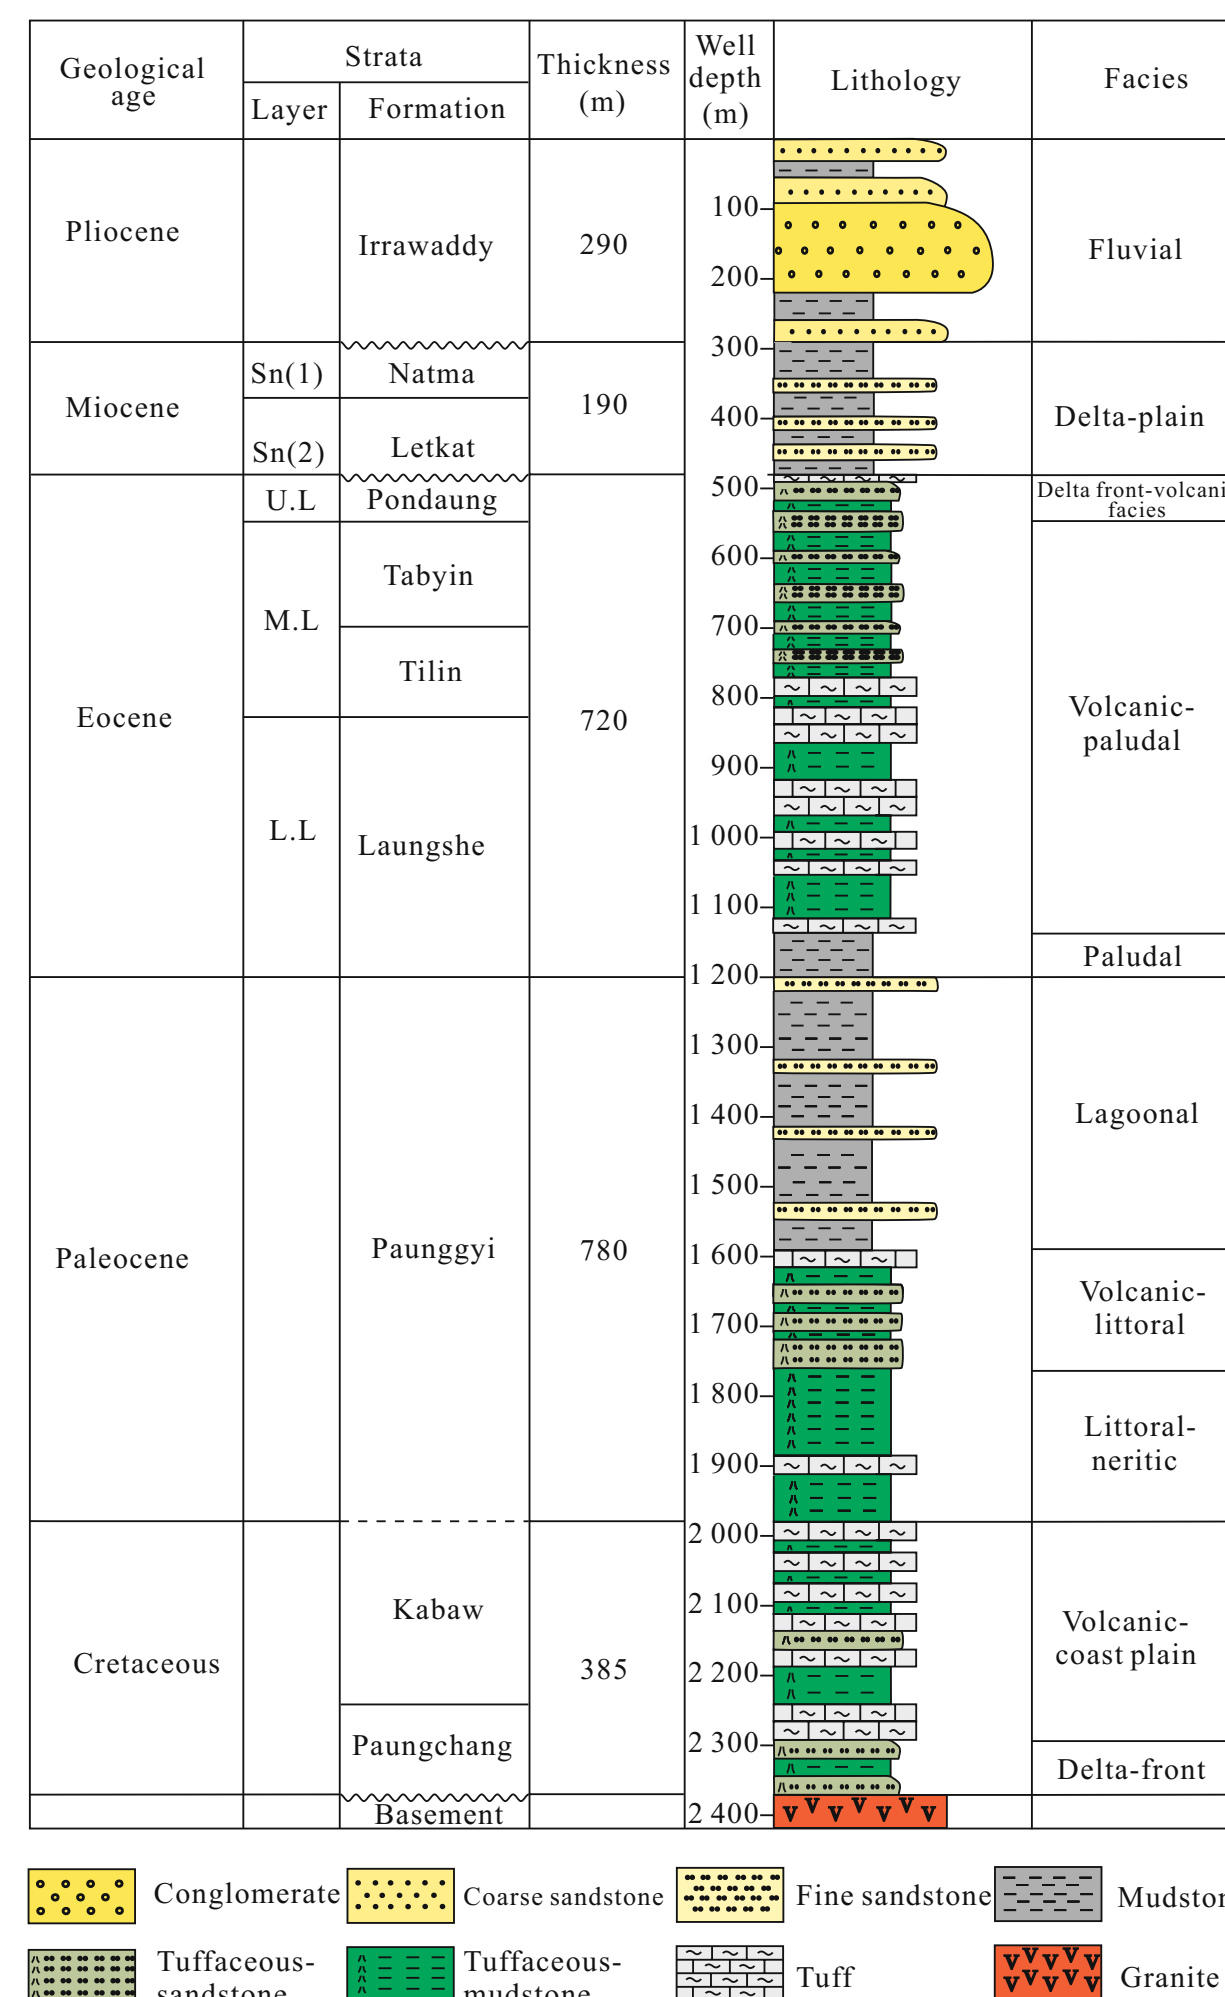 Geological
age
Strata
Layer
Formation
Thickness
(m)
Well
depth
(m)
Lithology
Facies
Pliocene
Irrawaddy
290
100
200
300
Fluvial
Miocene
Sn(1)
Natma
Sn(2)
Letkat
190
400
Delta-plain
Eocene
U.L
Pondaung
M.L
Tabyin
Tilin
L.L
Laungshe
720
500
600
700
800
900
1 000
1 100
1 200
Delta front-volcani
facies
Volcanic-
paludal
Paludal
Paleocene
Paunggyi
780
1 300
1 400
1 500
1 600
1 700
1 800
1 900
Lagoonal
Volcanic-
littoral
Littoral-
neritic
Cretaceous
Kabaw
Paungchang
385
2 000
2 100
2 200
2 300
Volcanic-
coast plain
Delta-front
Basement
2 400
Conglomerate
Coarse sandstone
Fine sandstone
Mudston
Tuffaceous-
sandstone
Tuffaceous-
mudstone
Tuff
Granite